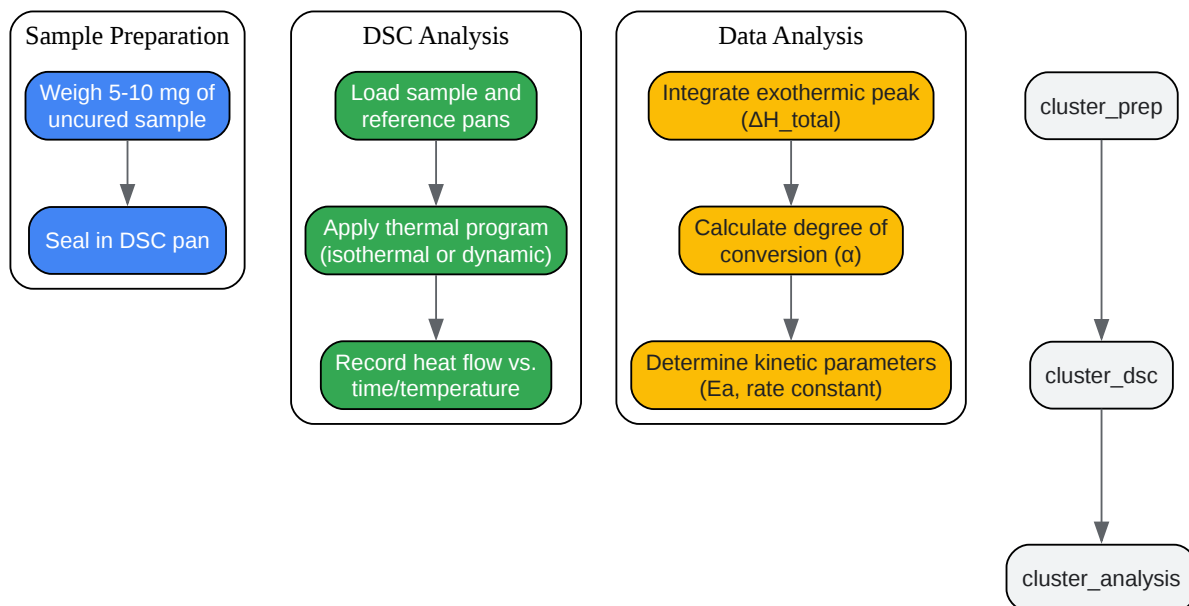 Sample Preparation
Weigh 5-10 mg of
uncured sample
Seal in DSC pan
DSC Analysis
Load sample and
reference pans
Apply thermal program
(isothermal or dynamic)
Record heat flow vs.
time/temperature
Data Analysis
Integrate exothermic peak
(ΔH_total)
Calculate degree of
conversion (α)
Determine kinetic parameters
(Ea, rate constant)
cluster_prep
cluster_dsc
cluster_analysis